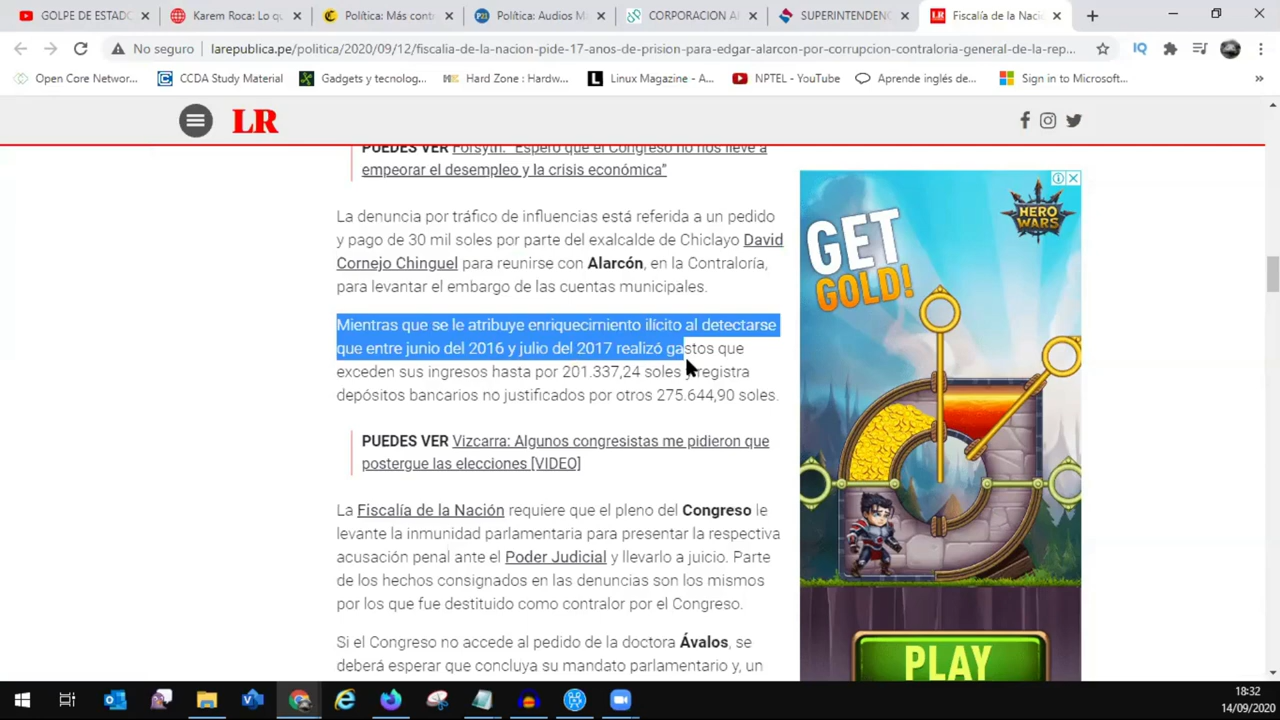 GOLPE DE ESTADO
Karem Roca: Lo qu
Política: Más cont
Política: Audios M
CORPORACION A
SUPERINTENDENC
Fiscalía de la Naci
No seguro
larepublica.pe/politica/2020/09/12/fiscalia-de-la-nacion-pide-17-anos-de-prision-para-edgar-alarcon-por-corrupcion-contraloria-general-de-la-rep...
Open Core Networ...
CCDA Study Material
Gadgets y tecnolog...
Hard Zone : Hardw...
Linux Magazine - A...
NPTEL - YouTube
Aprende inglés de...
Sign in to Microsoft...
LR
PUEDES VER Forsyth: “Espero que el Congreso no nos lleve a
empeorar el desempleo y la crisis económica”
La denuncia por tráfico de influencias está referida a un pedido
y pago de 30 mil soles por parte del exalcalde de Chiclayo David
Cornejo Chinguel para reunirse con Alarcón, en la Contraloría,
para levantar el embargo de las cuentas municipales.
Mientras que se le atribuye enriquecimiento ilícito al detectarse
que entre junio del 2016 y julio del 2017 realizó gastos que
exceden sus ingresos hasta por 201.337,24 soles y registra
depósitos bancarios no justificados por otros 275.644,90 soles.
PUEDES VER Vizcarra: Algunos congresistas me pidieron que
postergue las elecciones [VIDEO]
La Fiscalía de la Nación requiere que el pleno del Congreso le
levante la inmunidad parlamentaria para presentar la respectiva
acusación penal ante el Poder Judicial y llevarlo a juicio. Parte
de los hechos consignados en las denuncias son los mismos
por los que fue destituido como contralor por el Congreso.
Si el Congreso no accede al pedido de la doctora Ávalos, se
deberá esperar que concluya su mandato parlamentario y, un
HERO
WARS
GET
GOLD!
PLAY
18:32
14/09/2020